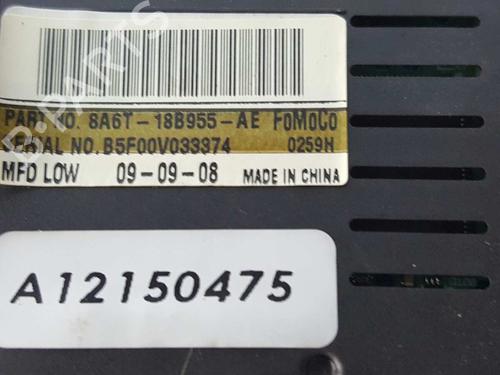 PART NO. 8A6T-18B955-AE FoMoCo
SERIAL NO. B5F00V033374 0259H
MFD LOW 09-09-08 MADE IN CHINA
A12150475
B-PARTS